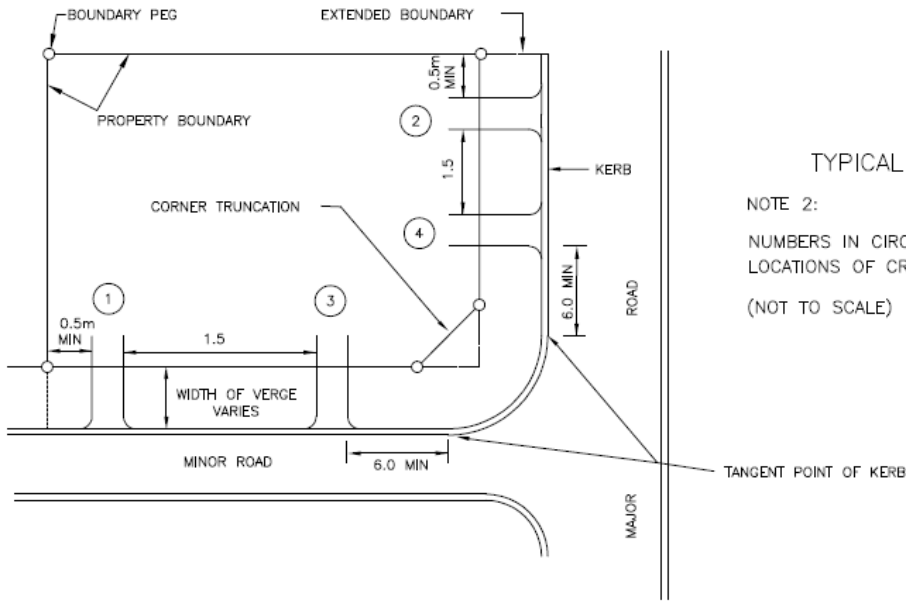 BOUNDARY PEG
EXTENDED BOUNDARY
0.5m
MIN
PROPERTY BOUNDARY
2
1.5
KERB
TYPICAL
NOTE 2:
CORNER TRUNCATION
4
NUMBERS IN CIRC
LOCATIONS OF CR
(NOT TO SCALE)
6.0 MIN
ROAD
1
3
0.5m
MIN
1.5
WIDTH OF VERGE
VARIES
MINOR ROAD
6.0 MIN
TANGENT POINT OF KERB
MAJOR